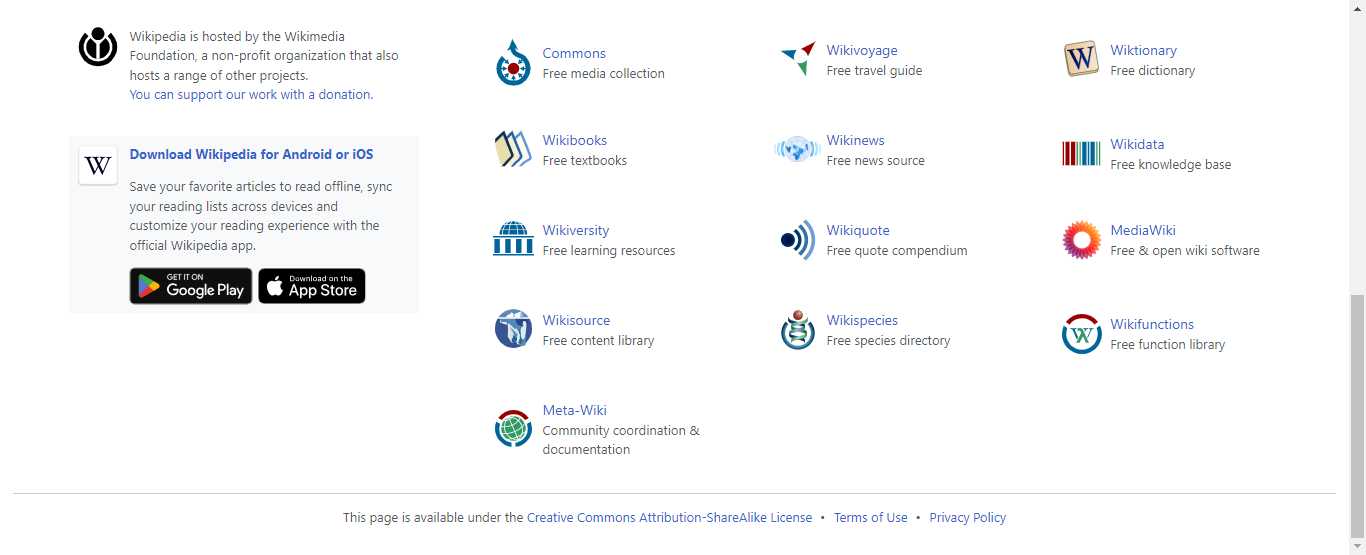 Wikipedia is hosted by the Wikimedia
Foundation, a non-profit organization that also
hosts a range of other projects.
You can support our work with a donation.
W
Download Wikipedia for Android or iOS
Save your favorite articles to read offline, sync
your reading lists across devices and
customize your reading experience with the
official Wikipedia app.
GET IT ON
Google Play
Download on the
App Store
Commons
Free media collection
Wikivoyage
Free travel guide
W
Wiktionary
Free dictionary
Wikibooks
Free textbooks
Wikinews
Free news source
Wikidata
Free knowledge base
Wikiversity
Free learning resources
Wikiquote
Free quote compendium
MediaWiki
Free & open wiki software
Wikisource
Free content library
Wikispecies
Free species directory
Wikifunctions
Free function library
Meta-Wiki
Community coordination &
documentation
This page is available under the Creative Commons Attribution-ShareAlike License • Terms of Use • Privacy Policy